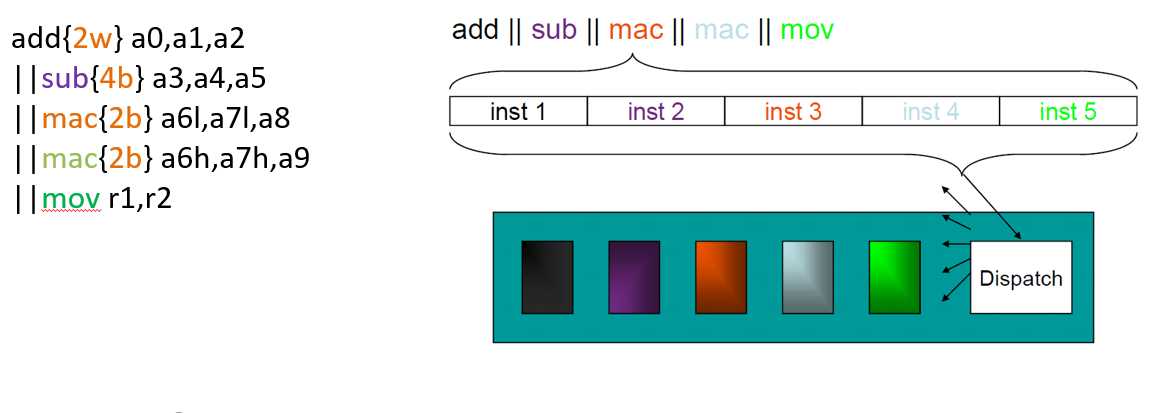 add{2w} a0,a1,a2
||sub{4b} a3,a4,a5
||mac{2b} a6l,a7l,a8
||mac{2b} a6h,a7h,a9
||mov r1,r2
add || sub || mac || mac || mov
inst 1 inst 2 inst 3 inst 4 inst 5
Dispatch